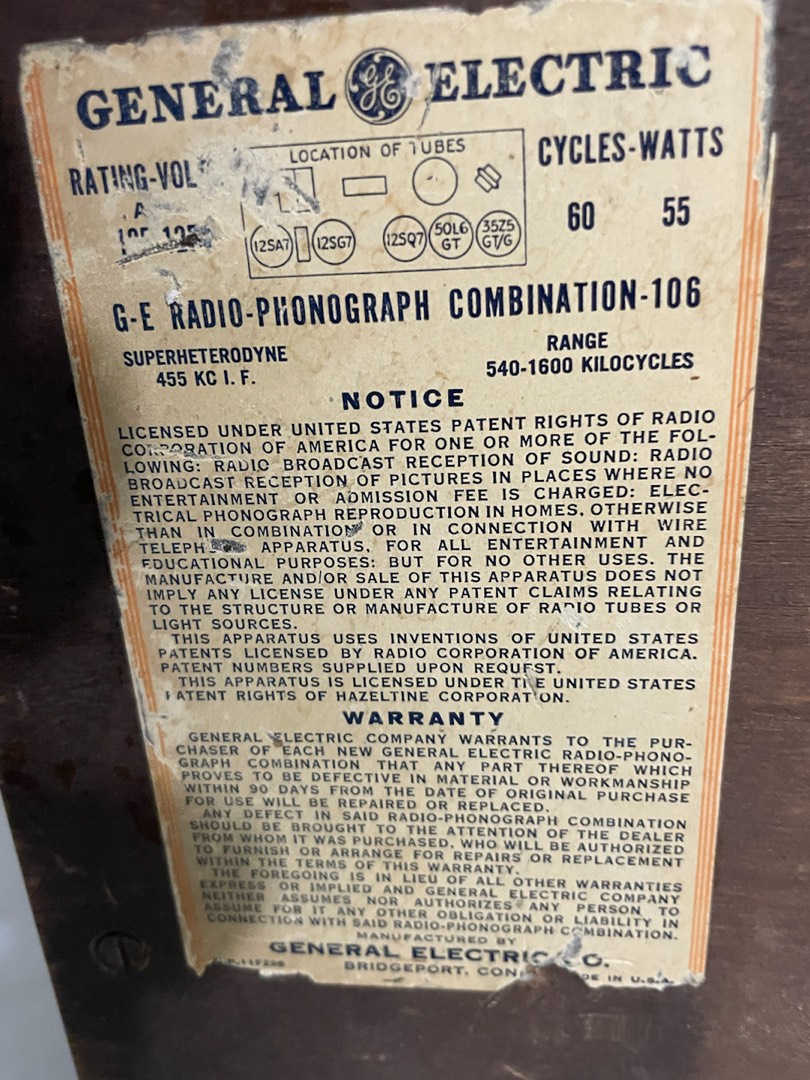 GENERAL GE ELECTRIC
LOCATION OF TUBES
CYCLES-WATTS
60 55
12SA7 12SG7 12SQ7 50L6 GT 35Z5 GT/G
G-E RADIO-PHONOGRAPH COMBINATION-106
SUPERHETERODYNE
455 KC I. F.
RANGE
540-1600 KILOCYCLES
NOTICE
LICENSED UNDER UNITED STATES PATENT RIGHTS OF RADIO
CORPORATION OF AMERICA FOR ONE OR MORE OF THE FOL-
LOWING: RADIO BROADCAST RECEPTION OF SOUND: RADIO
BROADCAST RECEPTION OF PICTURES IN PLACES WHERE NO
ENTERTAINMENT OR ADMISSION FEE IS CHARGED: ELEC-
TRICAL PHONOGRAPH REPRODUCTION IN HOMES, OTHERWISE
THAN IN COMBINATION OR IN CONNECTION WITH WIRE
APPARATUS, FOR ALL ENTERTAINMENT AND
EDUCATIONAL PURPOSES: BUT FOR NO OTHER USES. THE
MANUFACTURE AND/OR SALE OF THIS APPARATUS DOES NOT
IMPLY ANY LICENSE UNDER ANY PATENT CLAIMS RELATING
TO THE STRUCTURE OR MANUFACTURE OF RADIO TUBES OR
LIGHT SOURCES.
THIS APPARATUS USES INVENTIONS OF UNITED STATES
PATENTS LICENSED BY RADIO CORPORATION OF AMERICA.
PATENT NUMBERS SUPPLIED UPON REQUEST.
THIS APPARATUS IS LICENSED UNDER THE UNITED STATES
PATENT RIGHTS OF HAZELTINE CORPORATION.
WARRANTY
GENERAL ELECTRIC COMPANY WARRANTS TO THE PUR-
CHASER OF EACH NEW GENERAL ELECTRIC RADIO-PHONO-
GRAPH COMBINATION THAT ANY PART THEREOF WHICH
PROVES TO BE DEFECTIVE IN MATERIAL OR WORKMANSHIP
WITHIN 90 DAYS FROM THE DATE OF ORIGINAL PURCHASE
FOR USE WILL BE REPAIRED OR REPLACED.
ANY DEFECT IN SAID RADIO-PHONOGRAPH COMBINATION
SHOULD BE BROUGHT TO THE ATTENTION OF THE DEALER
FROM WHOM IT WAS PURCHASED, WHO WILL BE AUTHORIZED
TO FURNISH OR ARRANGE FOR REPAIRS OR REPLACEMENT
WITHIN THE TERMS OF THIS WARRANTY.
THE FOREGOING IS IN LIEU OF ALL OTHER WARRANTIES
EXPRESS OR IMPLIED AND GENERAL ELECTRIC COMPANY
NEITHER ASSUMES NOR AUTHORIZES ANY PERSON TO
ASSUME FOR IT ANY OTHER OBLIGATION OR LIABILITY IN
CONNECTION WITH SAID RADIO-PHONOGRAPH COMBINATION.
MANUFACTURED BY
GENERAL ELECTRIC CO.
BRIDGEPORT, IN U.S.A.